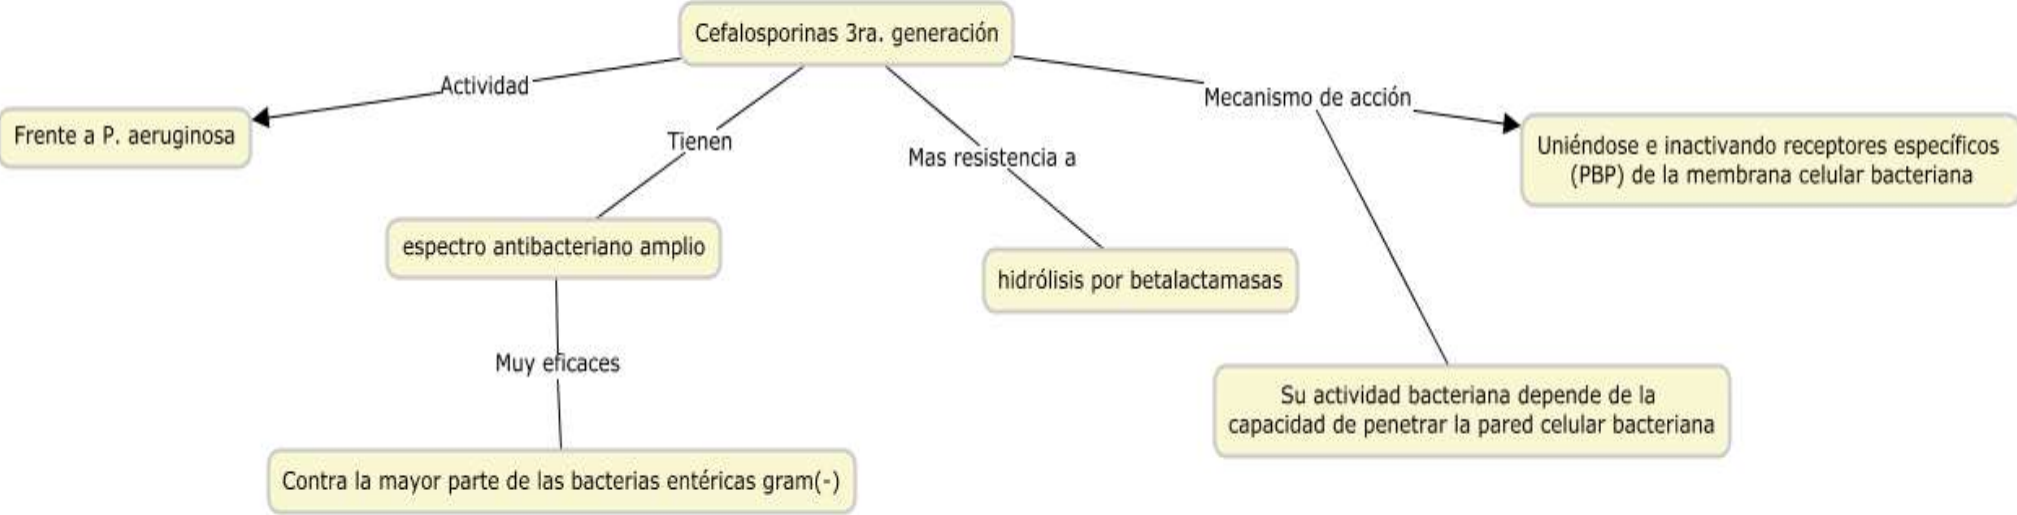 Cefalosporinas 3ra. generación
Actividad
Mecanismo de acción
Frente a P. aeruginosa
Tienen
Mas resistencia a
Uniéndose e inactivando receptores específicos
(PBP) de la membrana celular bacteriana
espectro antibacteriano amplio
hidrólisis por betalactamasas
Muy eficaces
Su actividad bacteriana depende de la
capacidad de penetrar la pared celular bacteriana
Contra la mayor parte de las bacterias entéricas gram(-)